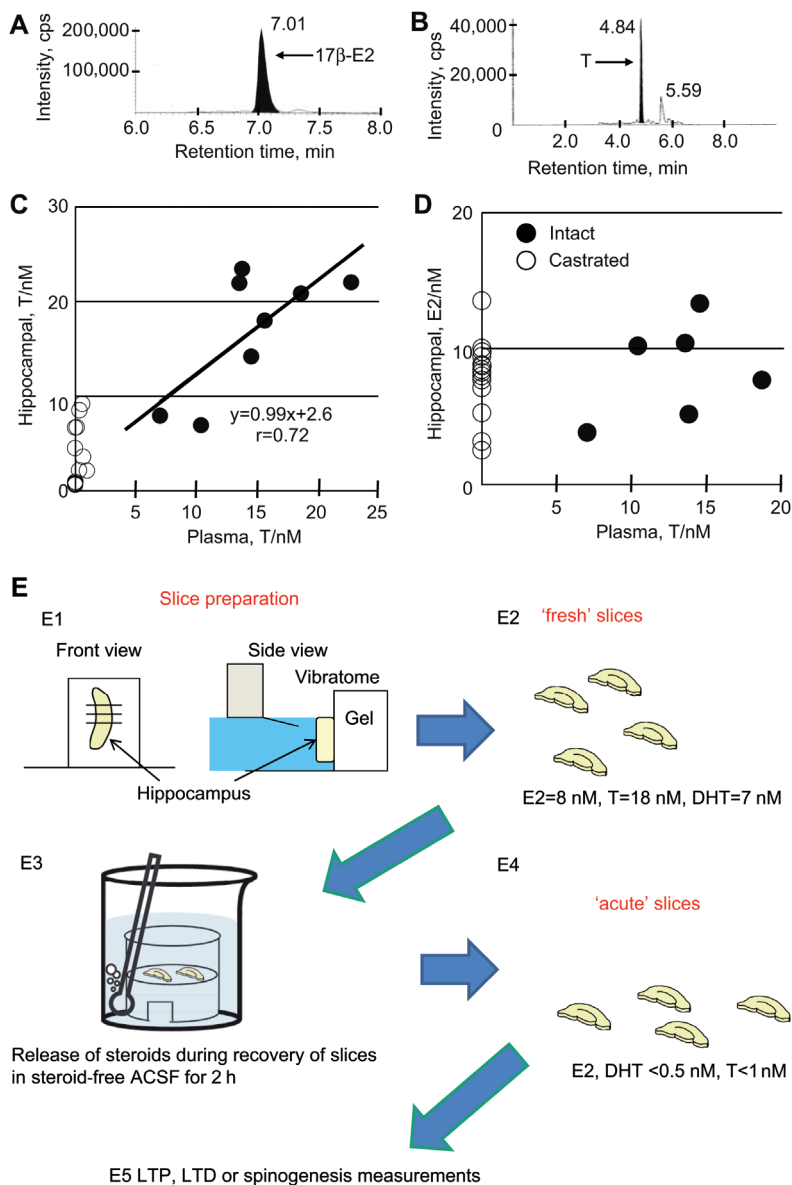 A
Intensity, cps
200,000
100,000
7.01
17β-E2
6.0 6.5 7.0 7.5 8.0
Retention time, min
B
Intensity, cps
40,000
20,000
0
4.84
T
5.59
2.0 4.0 6.0 8.0
Retention time, min
C
Hippocampal, T/nM
30
20
10
0
y=0.99x+2.6
r=0.72
5 10 15 20 25
Plasma, T/nM
D
Hippocampal, E2/nM
20
10
0
Intact
Castrated
5 10 15 20
Plasma, T/nM
E
Slice preparation
E1
Front view
Side view
Vibratome
Gel
Hippocampus
E2 ‘fresh’ slices
E2=8 nM, T=18 nM, DHT=7 nM
E3
Release of steroids during recovery of slices
in steroid-free ACSF for 2 h
E4
‘acute’ slices
E2, DHT <0.5 nM, T<1 nM
E5 LTP, LTD or spinogenesis measurements